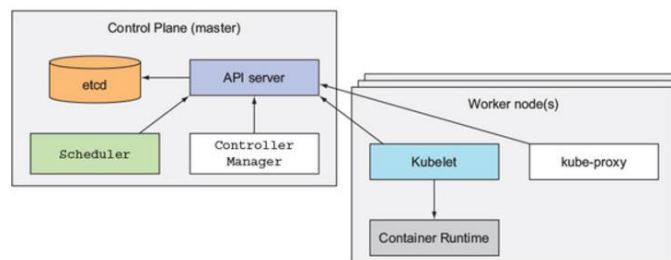 Control Plane (master)
etcd
API server
Scheduler
Controller
Manager
Worker node(s)
Kubelet
kube-proxy
Container Runtime